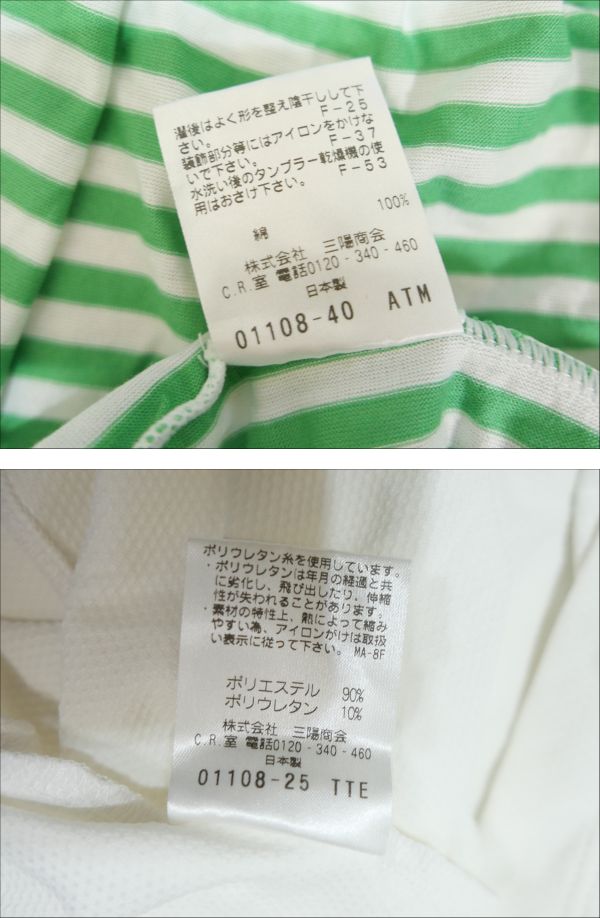 濯後はよく形を整え陰干しして下
さい。 F-25
装飾部分等にはアイロンをかけな
いで下さい。 F-37
水洗い後のタンブラー乾燥機の使
用はおさけ下さい。 F-53
綿 100%
株式会社 三陽商会
C.R.室 電話0120-340-460
日本製
01108-40 ATM
ポリウレタン糸を使用しています。
・ポリウレタンは年月の経過と共
に劣化し、飛び出したり、伸縮
性が失われることがあります。
・素材の特性上、熱によって縮み
やすい為、アイロンがけは取扱
い表示に従って下さい。 MA-8F
ポリエステル 90%
ポリウレタン 10%
株式会社 三陽商会
C.R.室 電話0120-340-460
日本製
01108-25 TTE